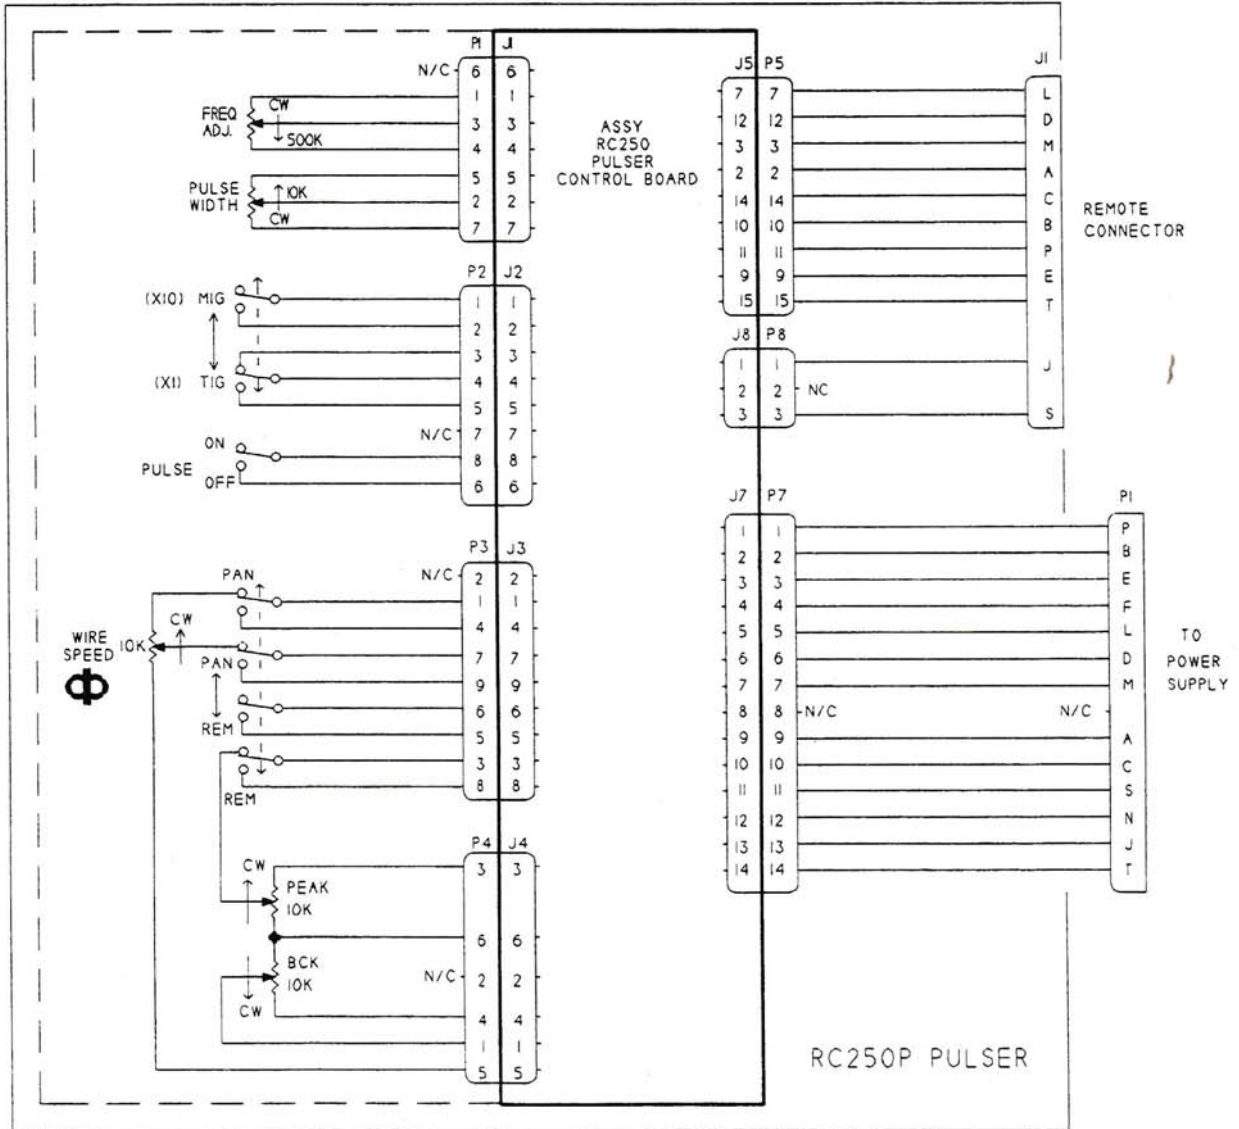 P1 J1
N/C 6 6
FREQ ADJ. CW 500K
1 1
3 3
4 4
PULSE WIDTH 10K CW
5 5
2 2
7 7
P2 J2
(X10) MIG 1 1
2 2
3 3
(X1) TIG 4 4
5 5
N/C 7 7
ON 8 8
PULSE
OFF 6 6
P3 J3
PAN N/C 2 2
1 1
CW 4 4
WIRE SPEED 10K
PAN 7 7
9 9
6 6
REM 5 5
3 3
REM 8 8
P4 J4
CW 3 3
PEAK
10K
6 6
BCK
10K
N/C 2 2
CW 4 4
1 1
5 5
ASSY
RC250
PULSER
CONTROL BOARD
J5 P5 J1
7 7 L
12 12 D
3 3 M
2 2 A
14 14 C
10 10 B
11 11 P
9 9 E
15 15 T
REMOTE
CONNECTOR
J8 P8
1 1 J
2 2 NC
3 3 S
J7 P7 P1
1 1 P
2 2 B
3 3 E
4 4 F
5 5 L
6 6 D
7 7 M
8 8 N/C N/C
9 9 A
10 10 C
11 11 S
12 12 N
13 13 J
14 14 T
TO
POWER
SUPPLY
RC250P PULSER